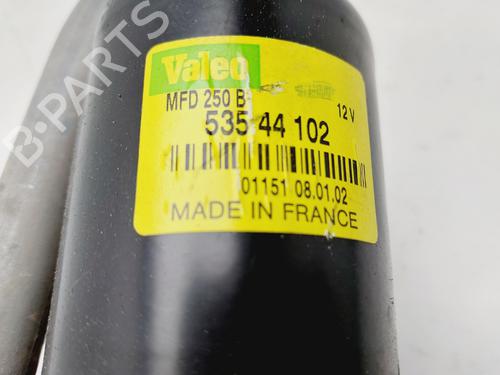 Valeo
MFD 250 B
12 V
535 44 102
01151 08.01.02
MADE IN FRANCE
B-PARTS